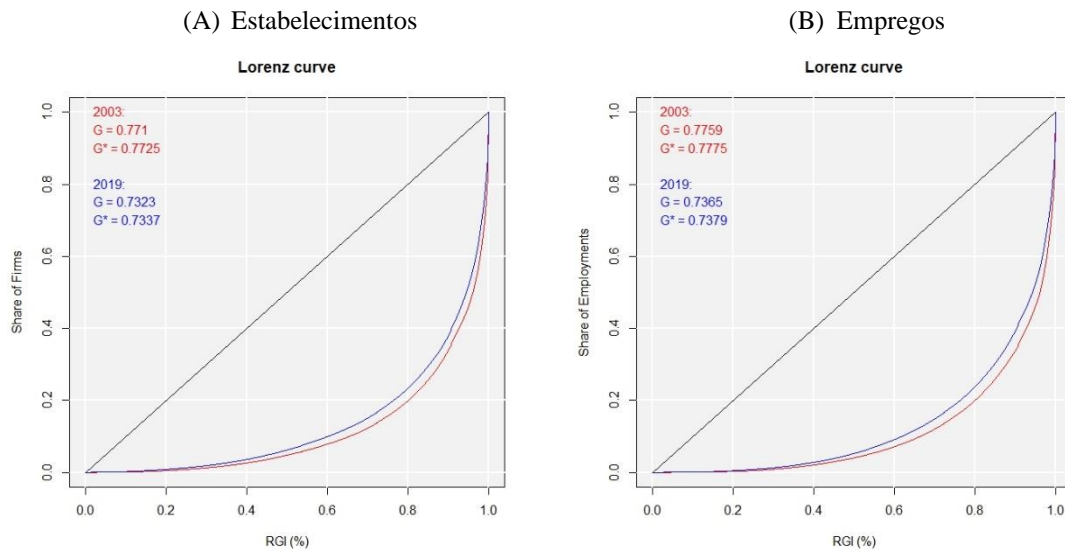 (A) Estabelecimentos
Lorenz curve
2003:
G = 0.771
G* = 0.7725
2019:
G = 0.7323
G* = 0.7337
1.0
0.8
0.6
0.4
0.2
0.0
Share of Firms
0.0 0.2 0.4 0.6 0.8 1.0
RGI (%)
(B) Empregos
Lorenz curve
2003:
G = 0.7759
G* = 0.7775
2019:
G = 0.7365
G* = 0.7379
1.0
0.8
0.6
0.4
0.2
0.0
Share of Employments
0.0 0.2 0.4 0.6 0.8 1.0
RGI (%)